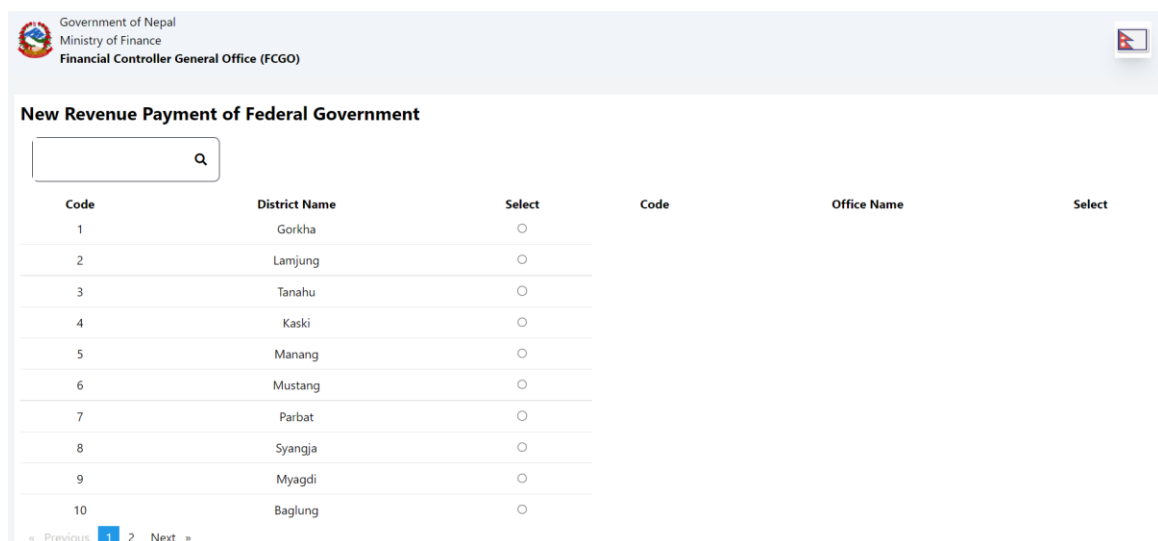 Government of Nepal
Ministry of Finance
Financial Controller General Office (FCGO)
New Revenue Payment of Federal Government
Code District Name Select Code Office Name Select
1 Gorkha
2 Lamjung
3 Tanahu
4 Kaski
5 Manang
6 Mustang
7 Parbat
8 Syangja
9 Myagdi
10 Baglung
« Previous 1 2 Next »